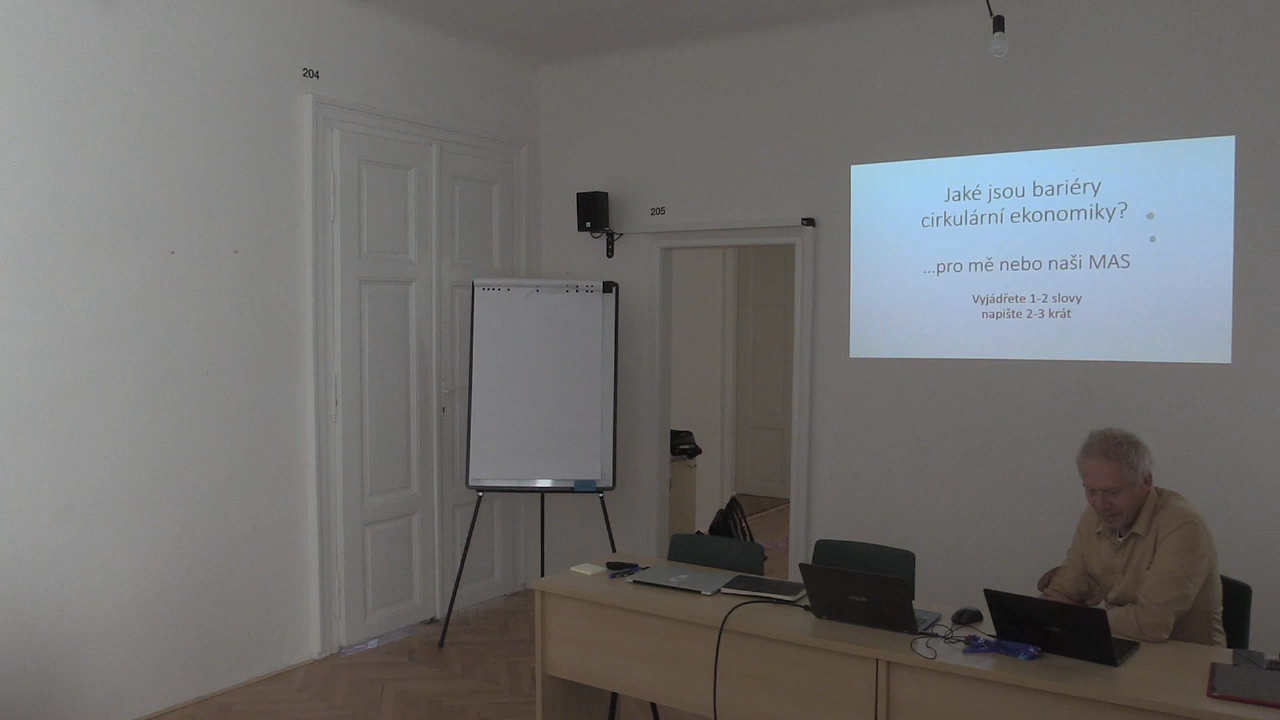 204
205
Jaké jsou bariéry
cirkulární ekonomiky?
...pro mě nebo naši MAS
Vyjádřete 1-2 slovy
napište 2-3 krát